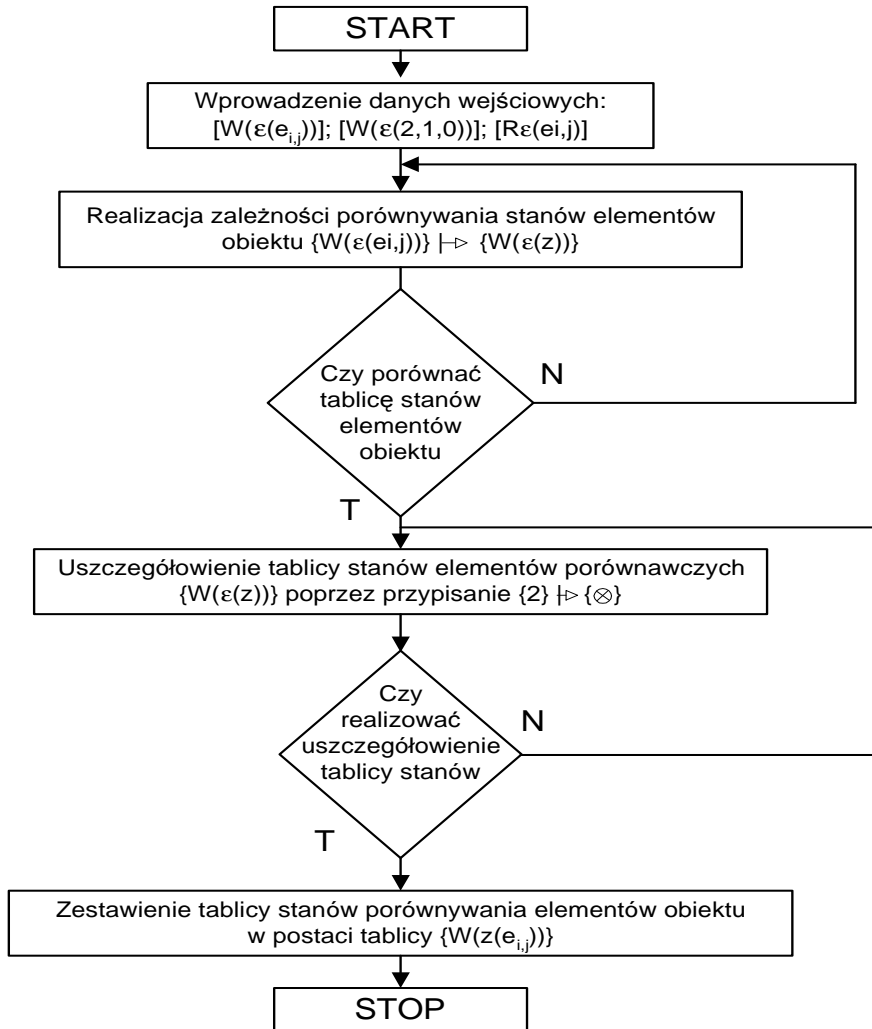 START
Wprowadzenie danych wejściowych:
[W(ε(e_{i,j}))]; [W(ε(2,1,0))]; [Rε(ei,j)]
Realizacja zależności porównywania stanów elementów
obiektu {W(ε(ei,j))} |-▷ {W(ε(z))}
Czy porównać
tablicę stanów
elementów
obiektu
N
T
Uszczegółowienie tablicy stanów elementów porównawczych
{W(ε(z))} poprzez przypisanie {2} |-▷ {⊗}
Czy
realizować
uszczegółowienie
tablicy stanów
N
T
Zestawienie tablicy stanów porównywania elementów obiektu
w postaci tablicy {W(z(e_{i,j}))}
STOP